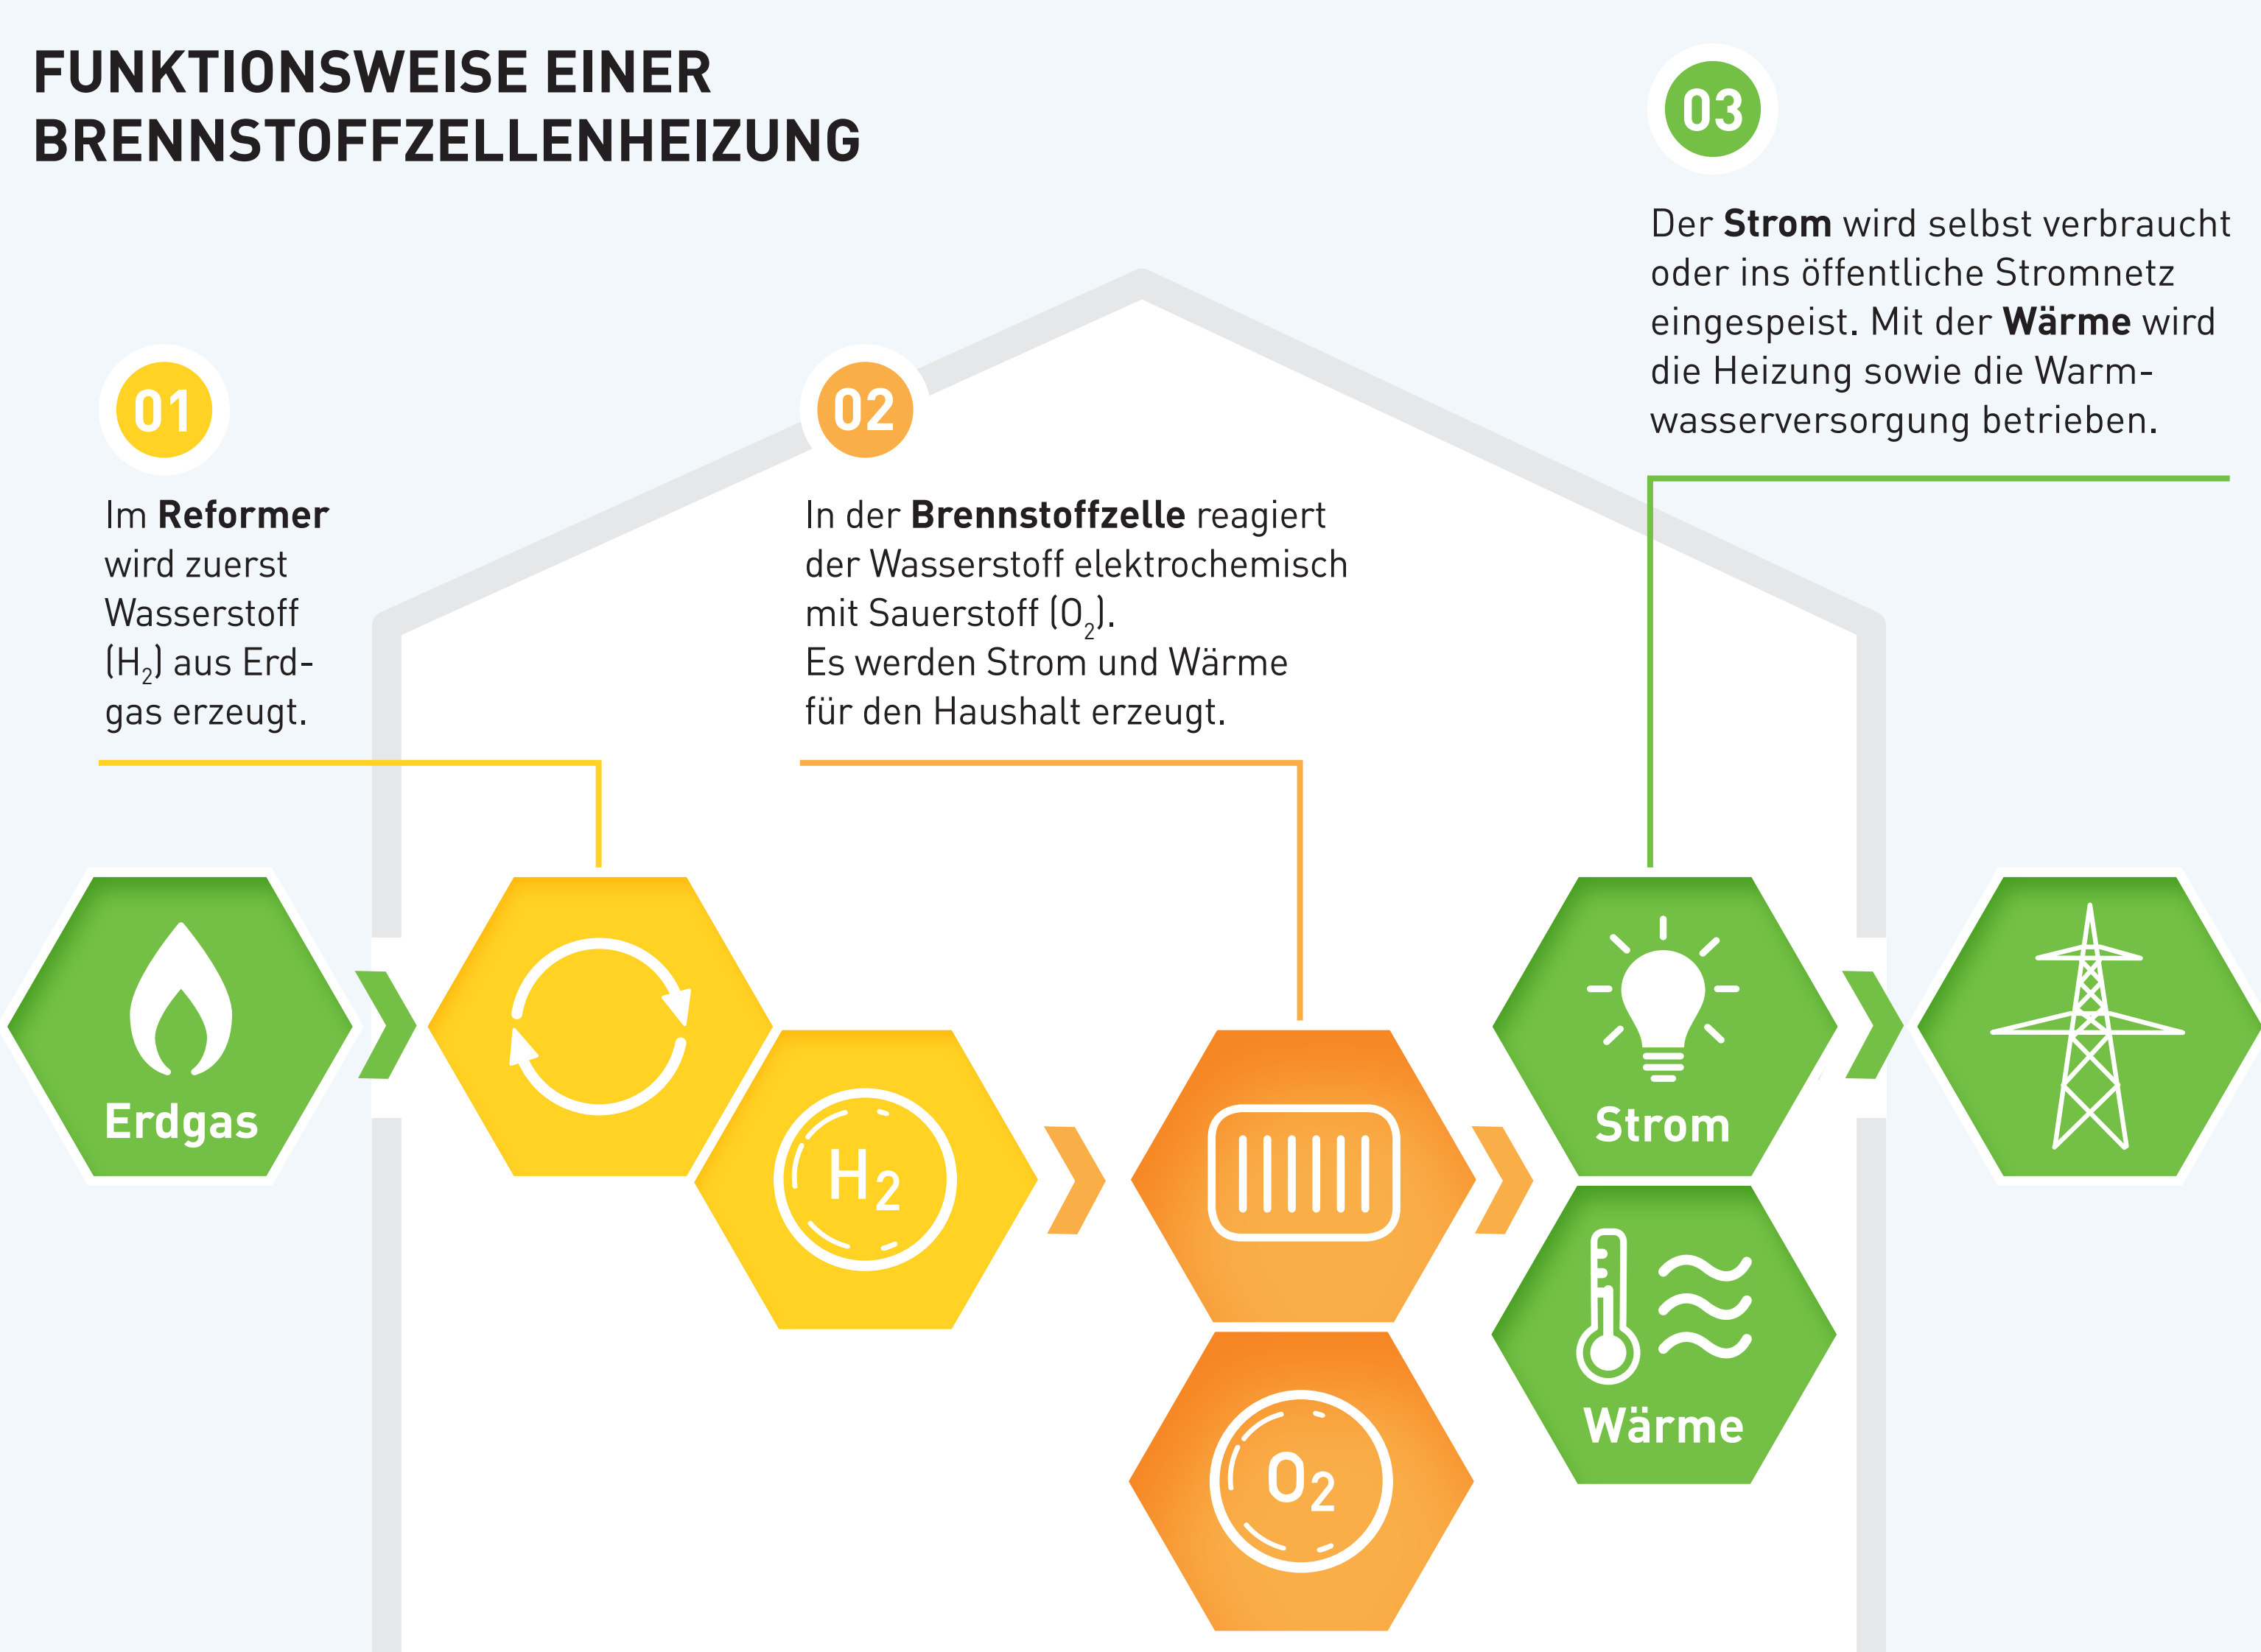 FUNKTIONSWEISE EINER
BRENNSTOFFZELLENHEIZUNG
01
Im Reformer
wird zuerst
Wasserstoff
(H₂) aus Erd-
gas erzeugt.
02
In der Brennstoffzelle reagiert
der Wasserstoff elektrochemisch
mit Sauerstoff (O₂).
Es werden Strom und Wärme
für den Haushalt erzeugt.
03
Der Strom wird selbst verbraucht
oder ins öffentliche Stromnetz
eingespeist. Mit der Wärme wird
die Heizung sowie die Warm-
wasserversorgung betrieben.
Erdgas
H₂
O₂
Strom
Wärme